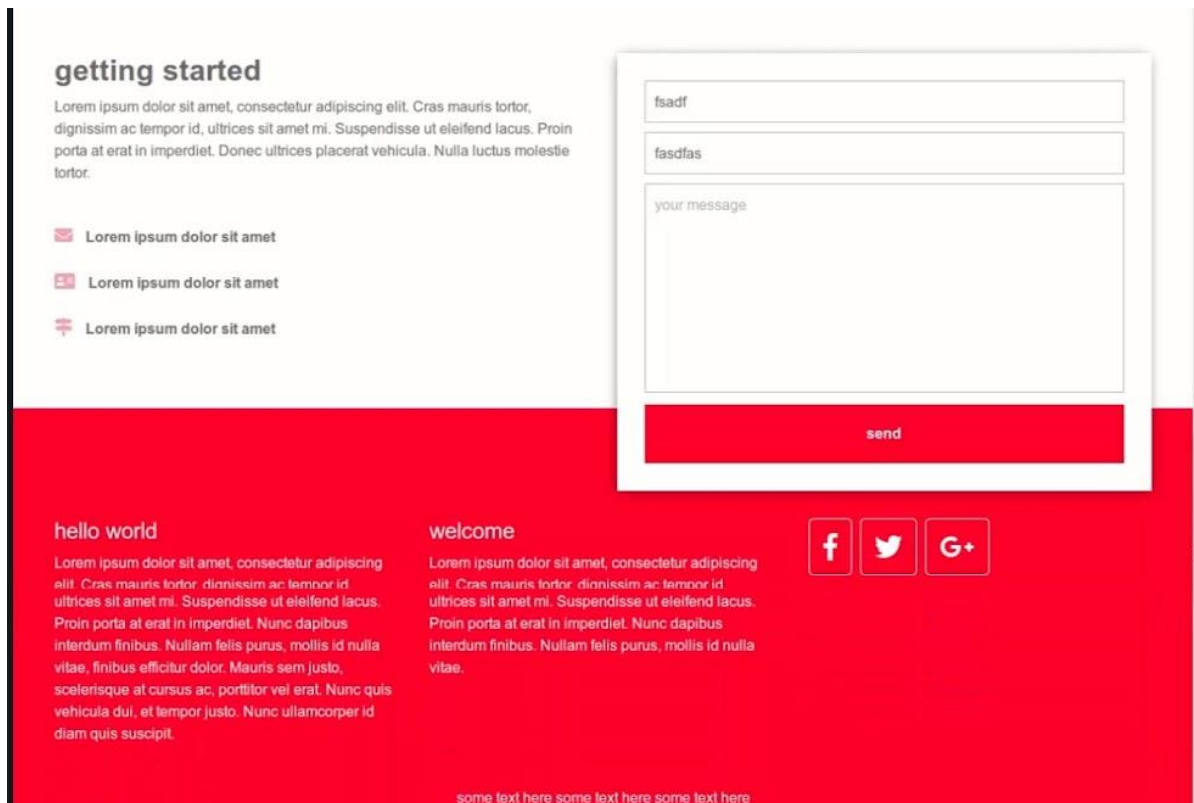 getting started
Lorem ipsum dolor sit amet, consectetur adipiscing elit. Cras mauris tortor,
dignissim ac tempor id, ultrices sit amet mi. Suspendisse ut eleifend lacus. Proin
porta at erat in imperdiet. Donec ultrices placerat vehicula. Nulla luctus molestie
tortor.
Lorem ipsum dolor sit amet
Lorem ipsum dolor sit amet
Lorem ipsum dolor sit amet
fsadf
fasdfas
your message
send
hello world
Lorem ipsum dolor sit amet, consectetur adipiscing
elit. Cras mauris tortor, dignissim ac tempor id
ultrices sit amet mi. Suspendisse ut eleifend lacus.
Proin porta at erat in imperdiet. Nunc dapibus
interdum finibus. Nullam felis purus, mollis id nulla
vitae, finibus efficitur dolor. Mauris sem justo,
scelerisque at cursus ac, porttitor vel erat. Nunc quis
vehicula dui, et tempor justo. Nunc ullamcorper id
diam quis suscipit.
welcome
Lorem ipsum dolor sit amet, consectetur adipiscing
elit. Cras mauris tortor, dignissim ac tempor id
ultrices sit amet mi. Suspendisse ut eleifend lacus.
Proin porta at erat in imperdiet. Nunc dapibus
interdum finibus. Nullam felis purus, mollis id nulla
vitae.
f
G+
some text here some text here some text here